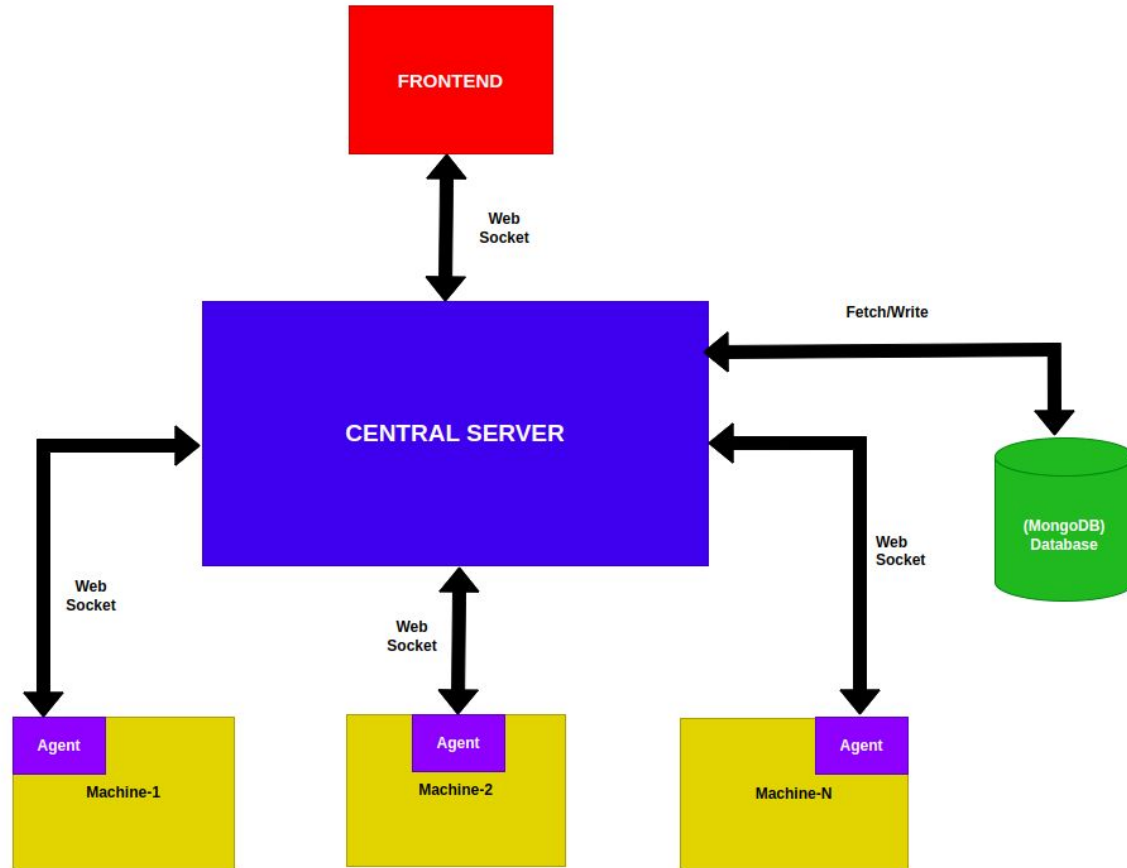 FRONTEND
Web
Socket
Fetch/Write
CENTRAL SERVER
(MongoDB)
Database
Web
Socket
Web
Socket
Web
Socket
Agent
Machine-1
Agent
Machine-2
Agent
Machine-N